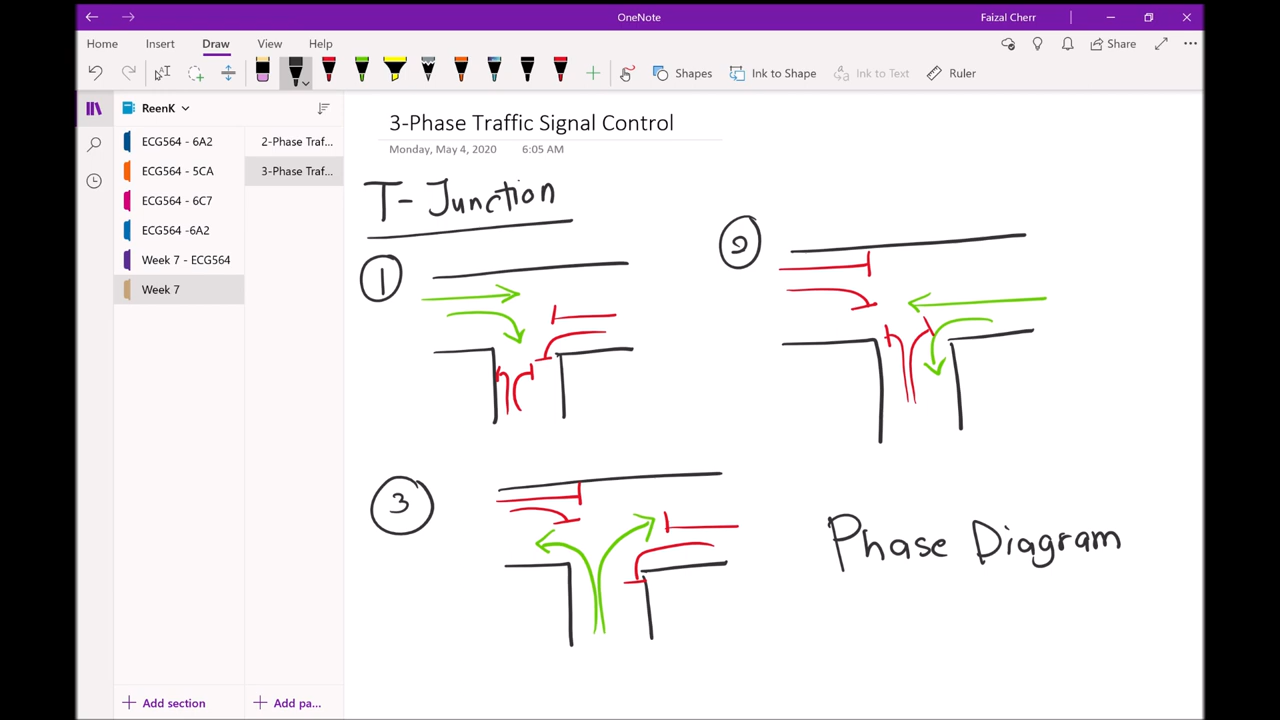 OneNote
Faizal Cherr
Home Insert Draw View Help
Share
Shapes Ink to Shape Ink to Text Ruler
ReenK
ECG564 - 6A2
ECG564 - 5CA
ECG564 - 6C7
ECG564 -6A2
Week 7 - ECG564
Week 7
Add section
2-Phase Traf...
3-Phase Traf...
Add pa...
3-Phase Traffic Signal Control
Monday, May 4, 2020 6:05 AM
T- Junction
1
2
3
Phase Diagram